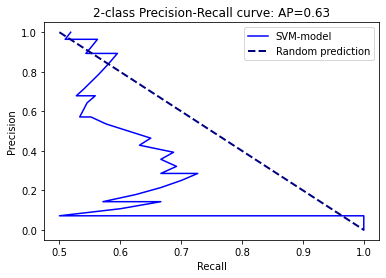 2-class Precision-Recall curve: AP=0.63
SVM-model
Random prediction
Precision
1.0
0.8
0.6
0.4
0.2
0.0
0.5
0.6
0.7
0.8
0.9
1.0
Recall